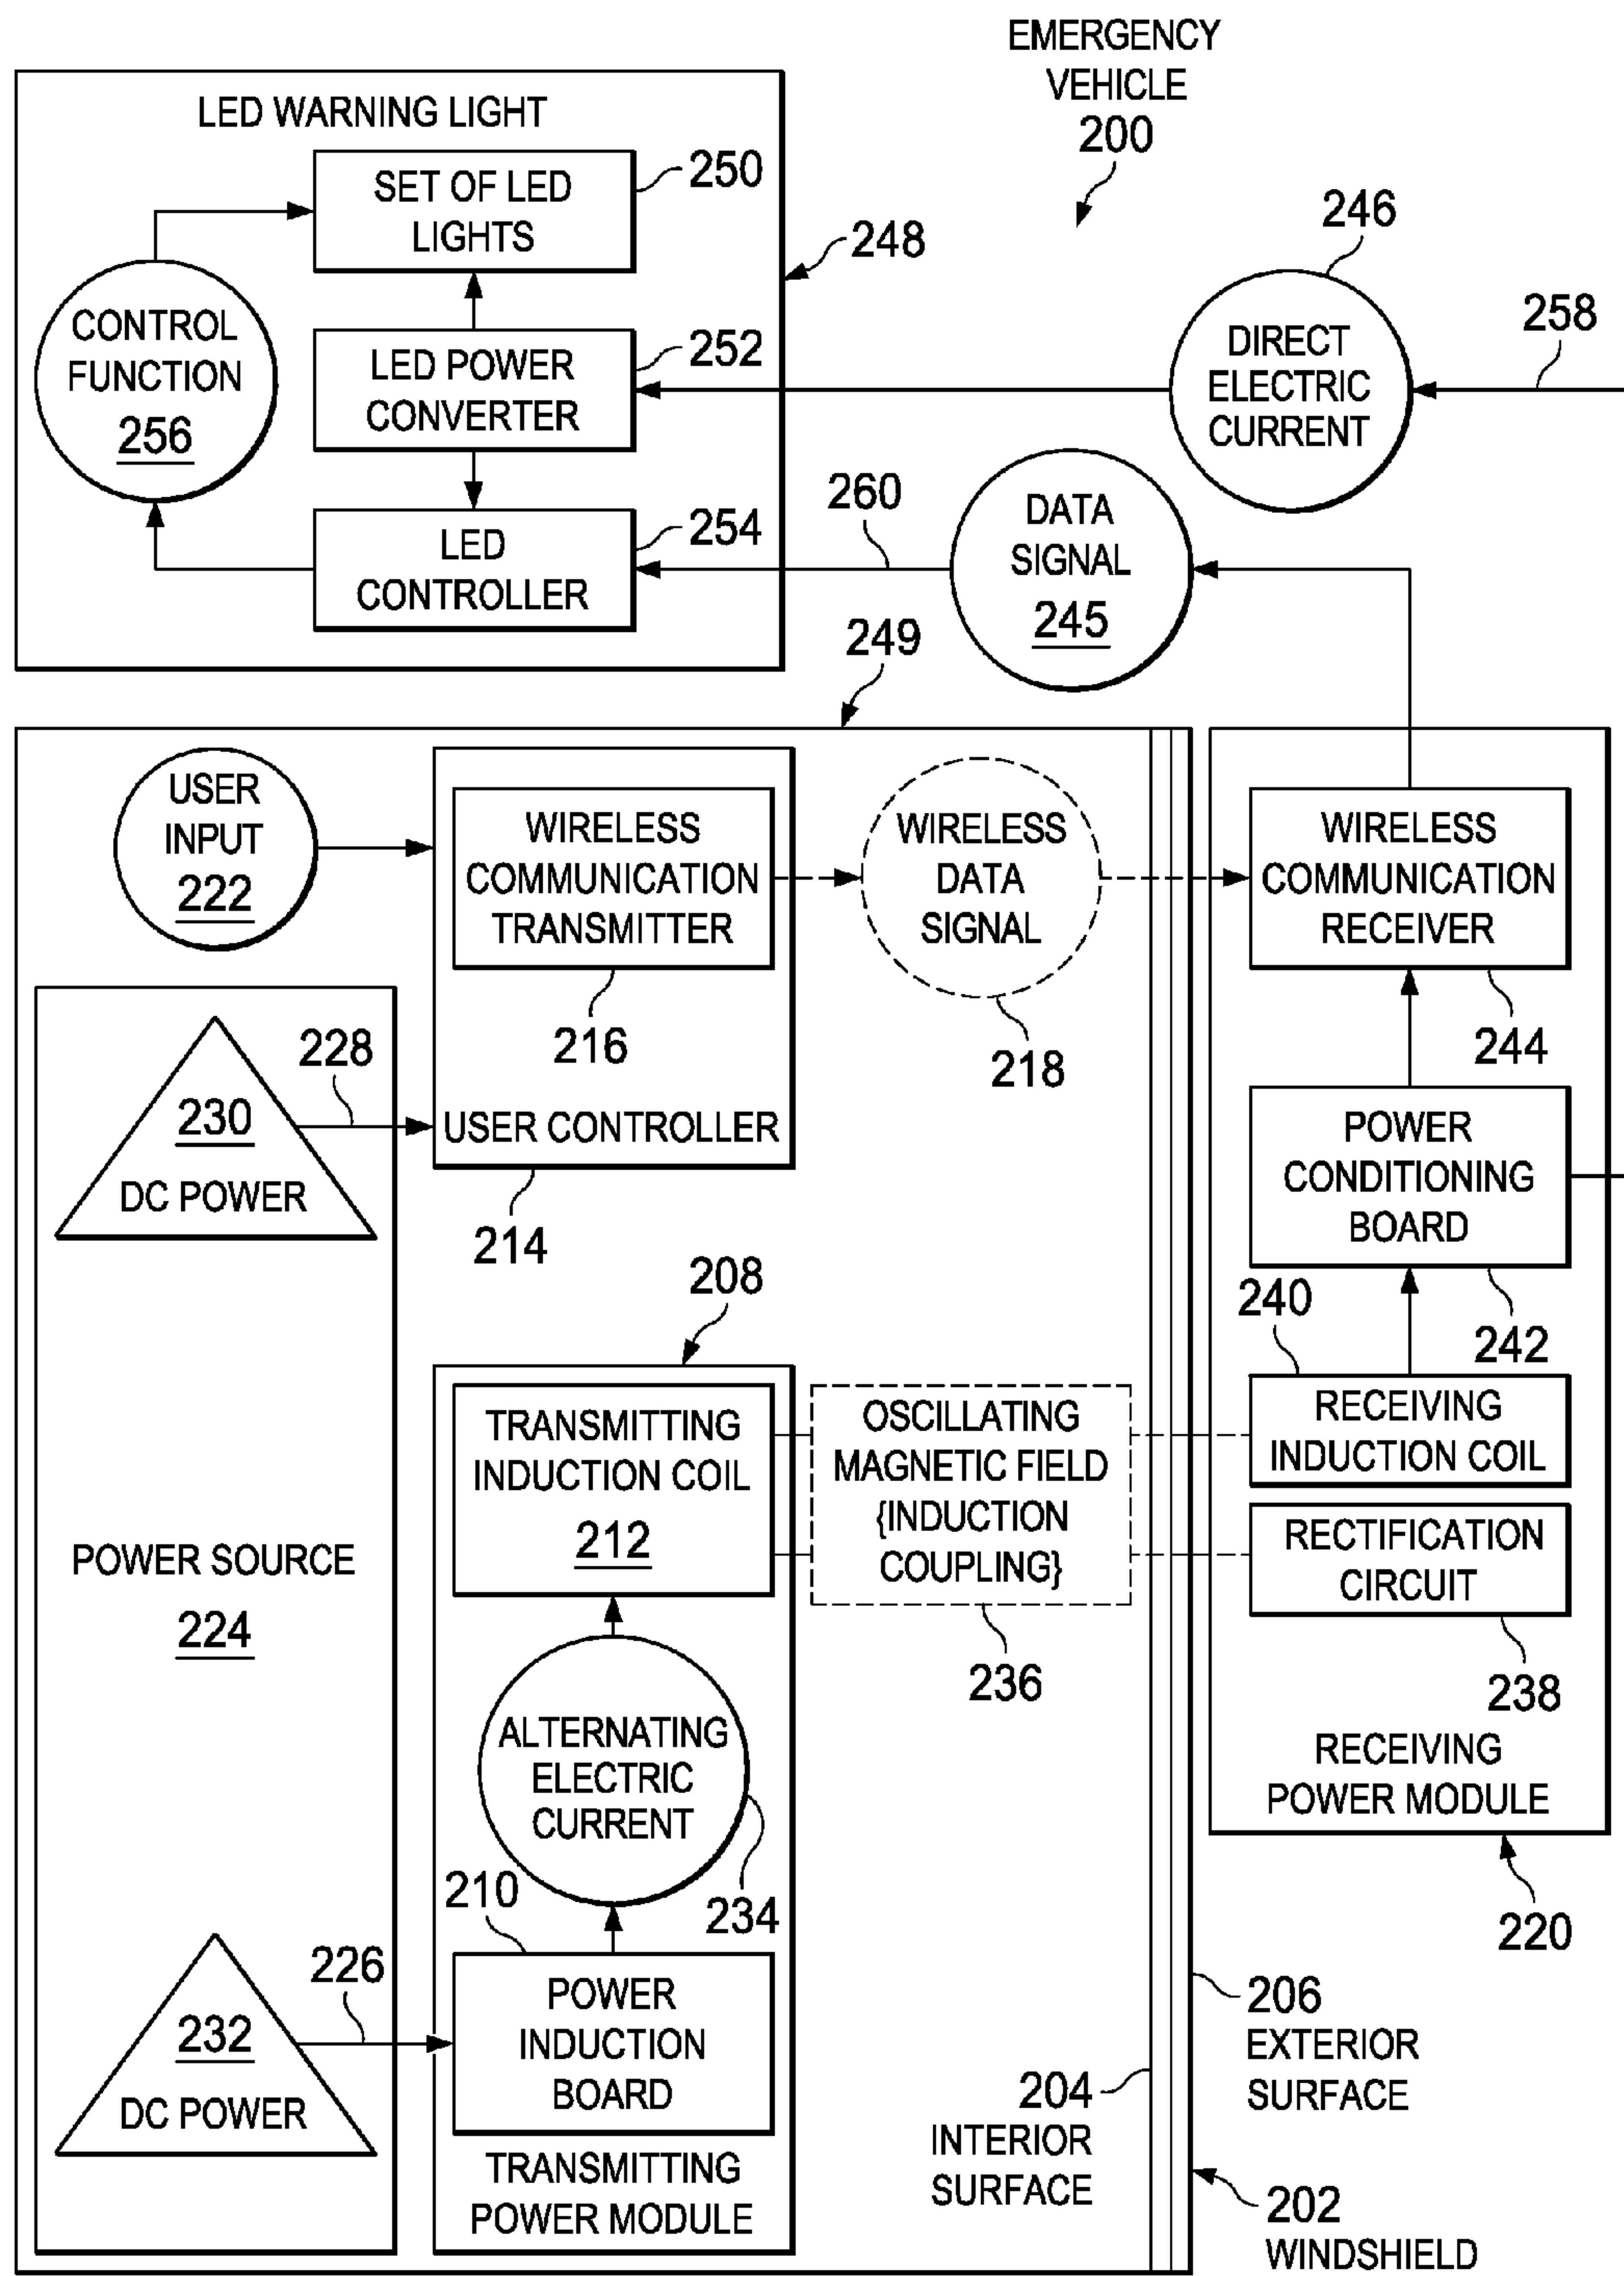 EMERGENCY
VEHICLE
200
LED WARNING LIGHT
SET OF LED
LIGHTS
250
248
CONTROL
FUNCTION
256
LED POWER
CONVERTER
252
LED
CONTROLLER
254
246
DIRECT
ELECTRIC
CURRENT
258
260
DATA
SIGNAL
245
249
USER
INPUT
222
WIRELESS
COMMUNICATION
TRANSMITTER
216
USER CONTROLLER
214
WIRELESS
DATA
SIGNAL
218
WIRELESS
COMMUNICATION
RECEIVER
244
228
230
DC POWER
POWER
CONDITIONING
BOARD
242
208
240
TRANSMITTING
INDUCTION COIL
212
OSCILLATING
MAGNETIC FIELD
{INDUCTION
COUPLING}
236
RECEIVING
INDUCTION COIL
RECTIFICATION
CIRCUIT
238
RECEIVING
POWER MODULE
220
POWER SOURCE
224
ALTERNATING
ELECTRIC
CURRENT
234
210
226
232
DC POWER
POWER
INDUCTION
BOARD
TRANSMITTING
POWER MODULE
204
INTERIOR
SURFACE
206
EXTERIOR
SURFACE
202
WINDSHIELD